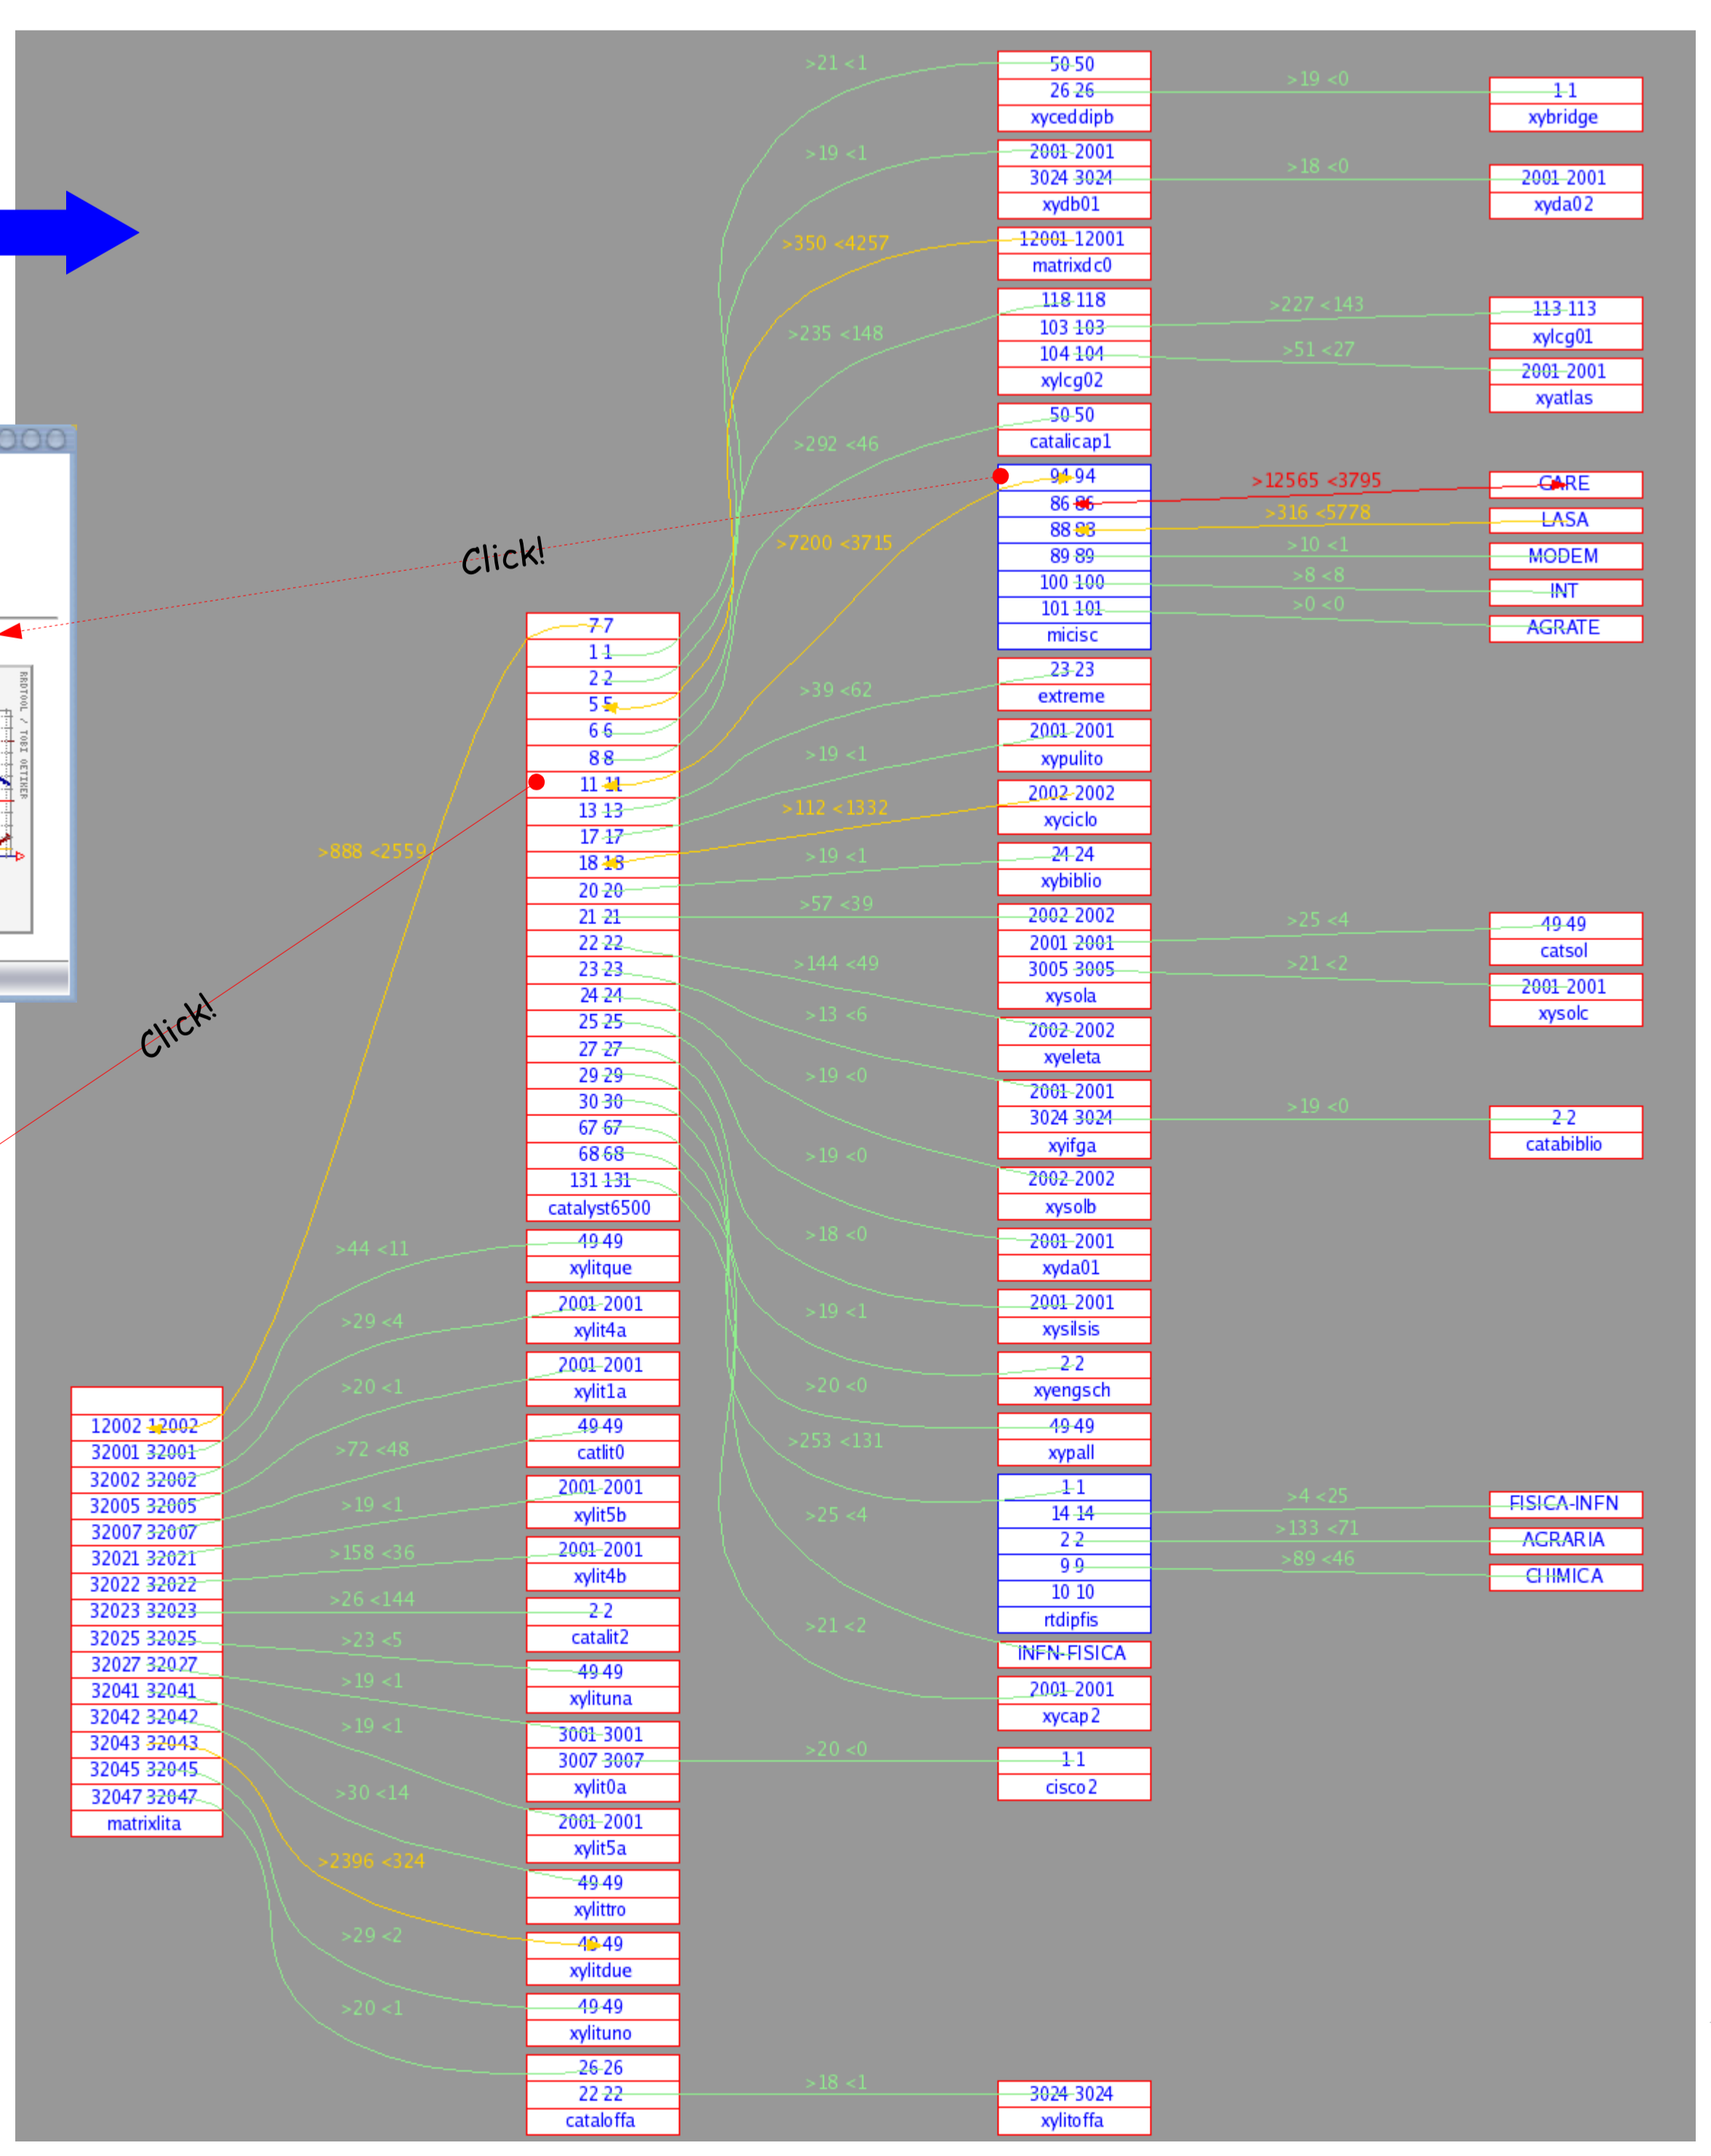 >21 <1
50 50
26 26
xyceddipb
>19 <0
1 1
xybridge
>19 <1
2001 2001
3024 3024
xydb01
>18 <0
2001 2001
xyda02
>350 <4257
12001 12001
matrixdc0
>235 <148
118 118
103 103
104 104
xylcg02
>227 <143
113 113
xylcg01
>51 <27
2001 2001
xyatlas
>292 <46
50 50
catalicap1
>7200 <3715
94 94
86 86
88 88
89 89
100 100
101 101
micisc
>12565 <3795
CARE
>316 <5778
LASA
>10 <1
MODEM
>8 <8
INT
>0 <0
AGRATE
Click!
RRDTOOL / TOBI OETIKER
7 7
1 1
2 2
5 5
6 6
8 8
11 11
13 13
17 17
18 18
20 20
21 21
22 22
23 23
24 24
25 25
27 27
29 29
30 30
67 67
68 68
131 131
catalyst6500
>39 <62
23 23
extreme
>19 <1
2001 2001
xypulito
>112 <1332
2002 2002
xyciclo
>19 <1
24 24
xybiblio
>57 <39
2002 2002
2001 2001
3005 3005
xysola
>25 <4
49 49
catsol
>21 <2
2001 2001
xysolc
>144 <49
2002 2002
xyeleta
>13 <6
2001 2001
3024 3024
xyifga
>19 <0
2 2
catabiblio
>19 <0
2002 2002
xysolb
>19 <0
2001 2001
xyda01
>18 <0
2001 2001
xysilsis
>19 <1
2 2
xyengsch
>20 <0
49 49
xypall
>253 <131
1 1
14 14
2 2
9 9
10 10
rtdipfis
>4 <25
FISICA-INFN
>133 <71
AGRARIA
>89 <46
CHIMICA
>25 <4
INFN-FISICA
>21 <2
2001 2001
xycap2
>888 <2559
Click!
12002 12002
32001 32001
32002 32002
32005 32005
32007 32007
32021 32021
32022 32022
32023 32023
32025 32025
32027 32027
32041 32041
32042 32042
32043 32043
32045 32045
32047 32047
matrixlita
>44 <11
49 49
xylitque
>29 <4
2001 2001
xylit4a
>20 <1
2001 2001
xylit1a
>72 <48
49 49
catlit0
>19 <1
2001 2001
xylit5b
>158 <36
2001 2001
xylit4b
>26 <144
2 2
catalit2
>23 <5
49 49
xylituna
>19 <1
3001 3001
3007 3007
xylit0a
>20 <0
1 1
cisco2
>19 <1
2001 2001
xylit5a
>30 <14
49 49
xylittro
>2396 <324
49 49
xylitdue
>29 <2
49 49
xylituno
>20 <1
26 26
22 22
cataloffa
>18 <1
3024 3024
xylitoffa